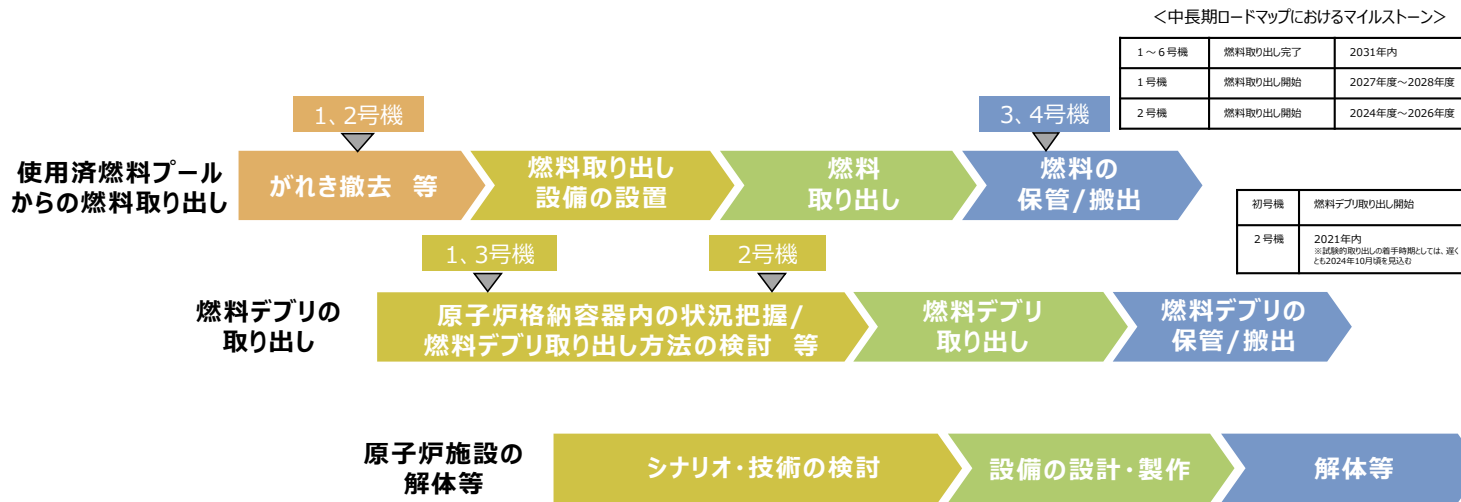 ＜中長期ロードマップにおけるマイルストーン＞
1～6号機 燃料取り出し完了 2031年内
1号機 燃料取り出し開始 2027年度～2028年度
2号機 燃料取り出し開始 2024年度～2026年度
1、2号機
3、4号機
使用済燃料プール
からの燃料取り出し
がれき撤去 等
燃料取り出し
設備の設置
燃料
取り出し
燃料の
保管/搬出
初号機 燃料デブリ取り出し開始
2号機 2021年内
※試験的取り出しの着手時期としては、遅く
とも2024年10月頃を見込む
1、3号機
2号機
燃料デブリの
取り出し
原子炉格納容器内の状況把握/
燃料デブリ取り出し方法の検討 等
燃料デブリ
取り出し
燃料デブリの
保管/搬出
原子炉施設の
解体等
シナリオ・技術の検討
設備の設計・製作
解体等